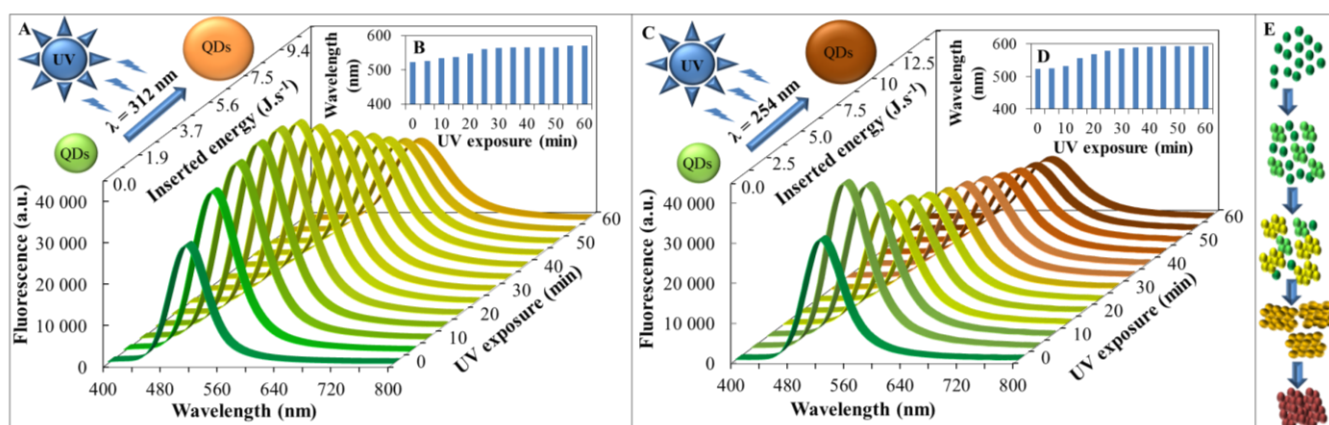 A
UV
QDs
λ = 312 nm
QDs
Inserted energy (J.s⁻¹)
0.0
1.9
3.7
5.6
7.5
9.4
B
Wavelength
(nm)
600
500
400
0 10 20 30 40 50 60
UV exposure (min)
Fluorescence (a.u.)
40 000
30 000
20 000
10 000
0
400 480 560 640 720 800
Wavelength (nm)
0
10
20
30
40
50
60
UV exposure (min)
C
UV
QDs
λ = 254 nm
QDs
Inserted energy (J.s⁻¹)
0.0
2.5
5.0
7.5
10
12.5
D
Wavelength
(nm)
600
500
400
0 10 20 30 40 50 60
UV exposure (min)
Fluorescence (a.u.)
40 000
30 000
20 000
10 000
0
400 480 560 640 720 800
Wavelength (nm)
0
10
20
30
40
50
60
UV exposure (min)
E